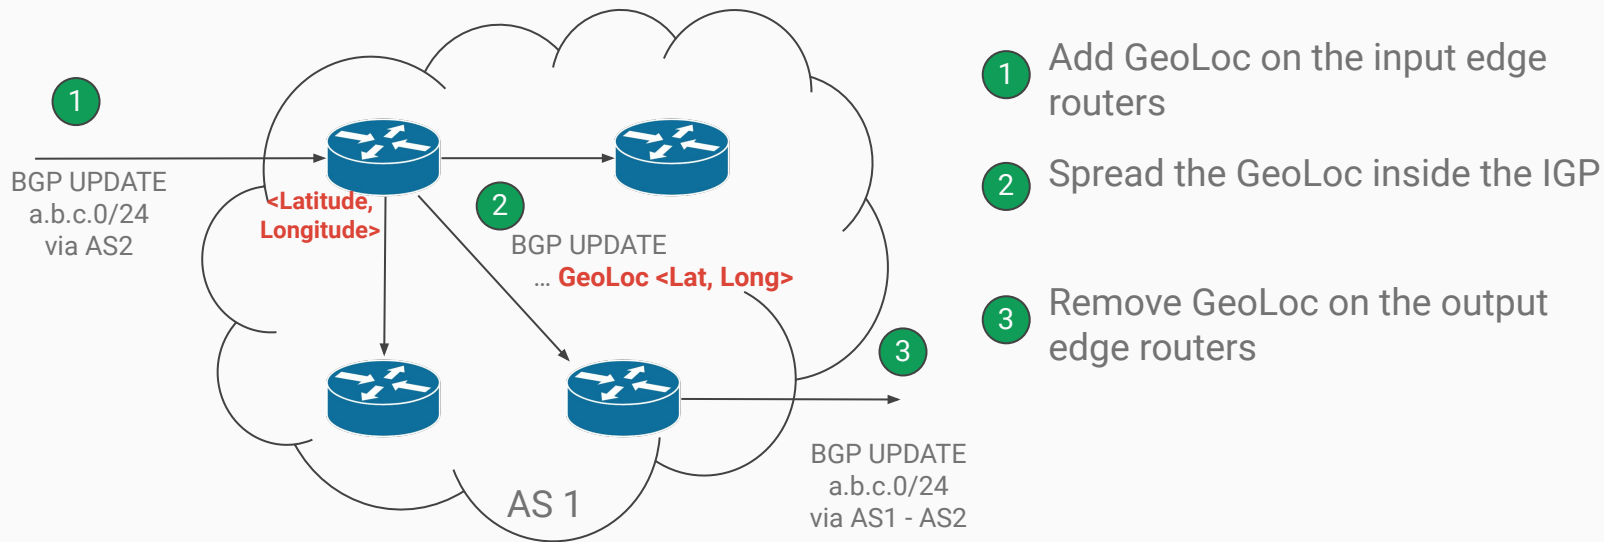 1
BGP UPDATE
a.b.c.0/24
via AS2
<Latitude,
Longitude>
2
BGP UPDATE
... GeoLoc <Lat, Long>
3
BGP UPDATE
a.b.c.0/24
via AS1 - AS2
AS 1
1
Add GeoLoc on the input edge
routers
2
Spread the GeoLoc inside the IGP
3
Remove GeoLoc on the output
edge routers